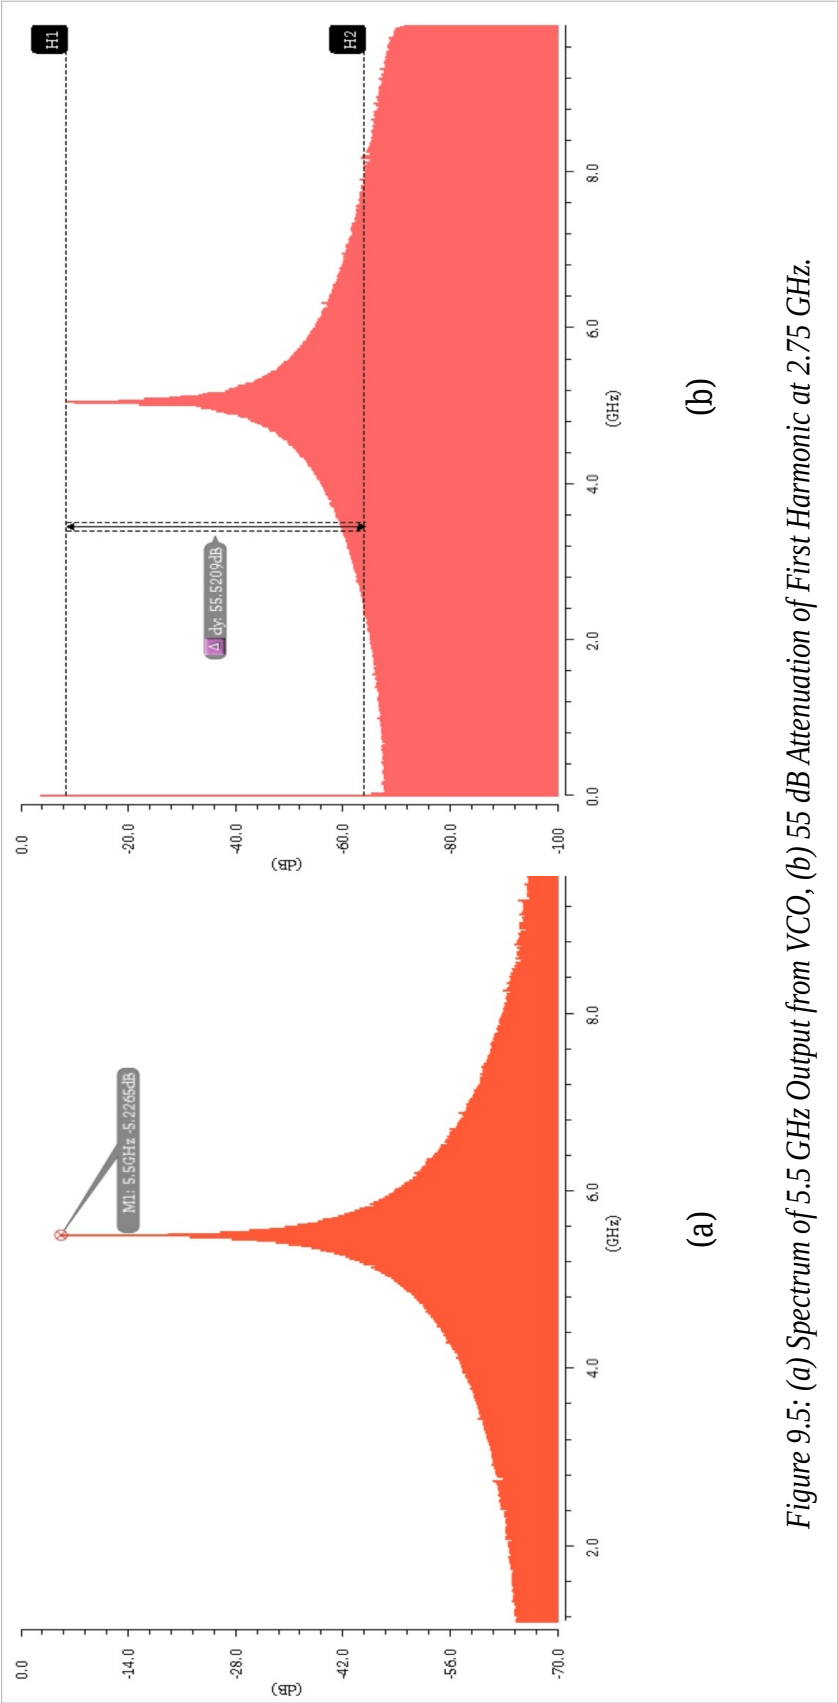 0.0
-14.0
-28.0
-42.0
-56.0
-70.0
(dB)
M1: 5.5GHz -5.2265dB
2.0
4.0
6.0
8.0
(GHz)
(a)
0.0
-20.0
-40.0
-60.0
-80.0
-100
(dB)
H1
H2
Δ dy: 55.5209dB
0.0
2.0
4.0
6.0
8.0
(GHz)
(b)
Figure 9.5: (a) Spectrum of 5.5 GHz Output from VCO, (b) 55 dB Attenuation of First Harmonic at 2.75 GHz.